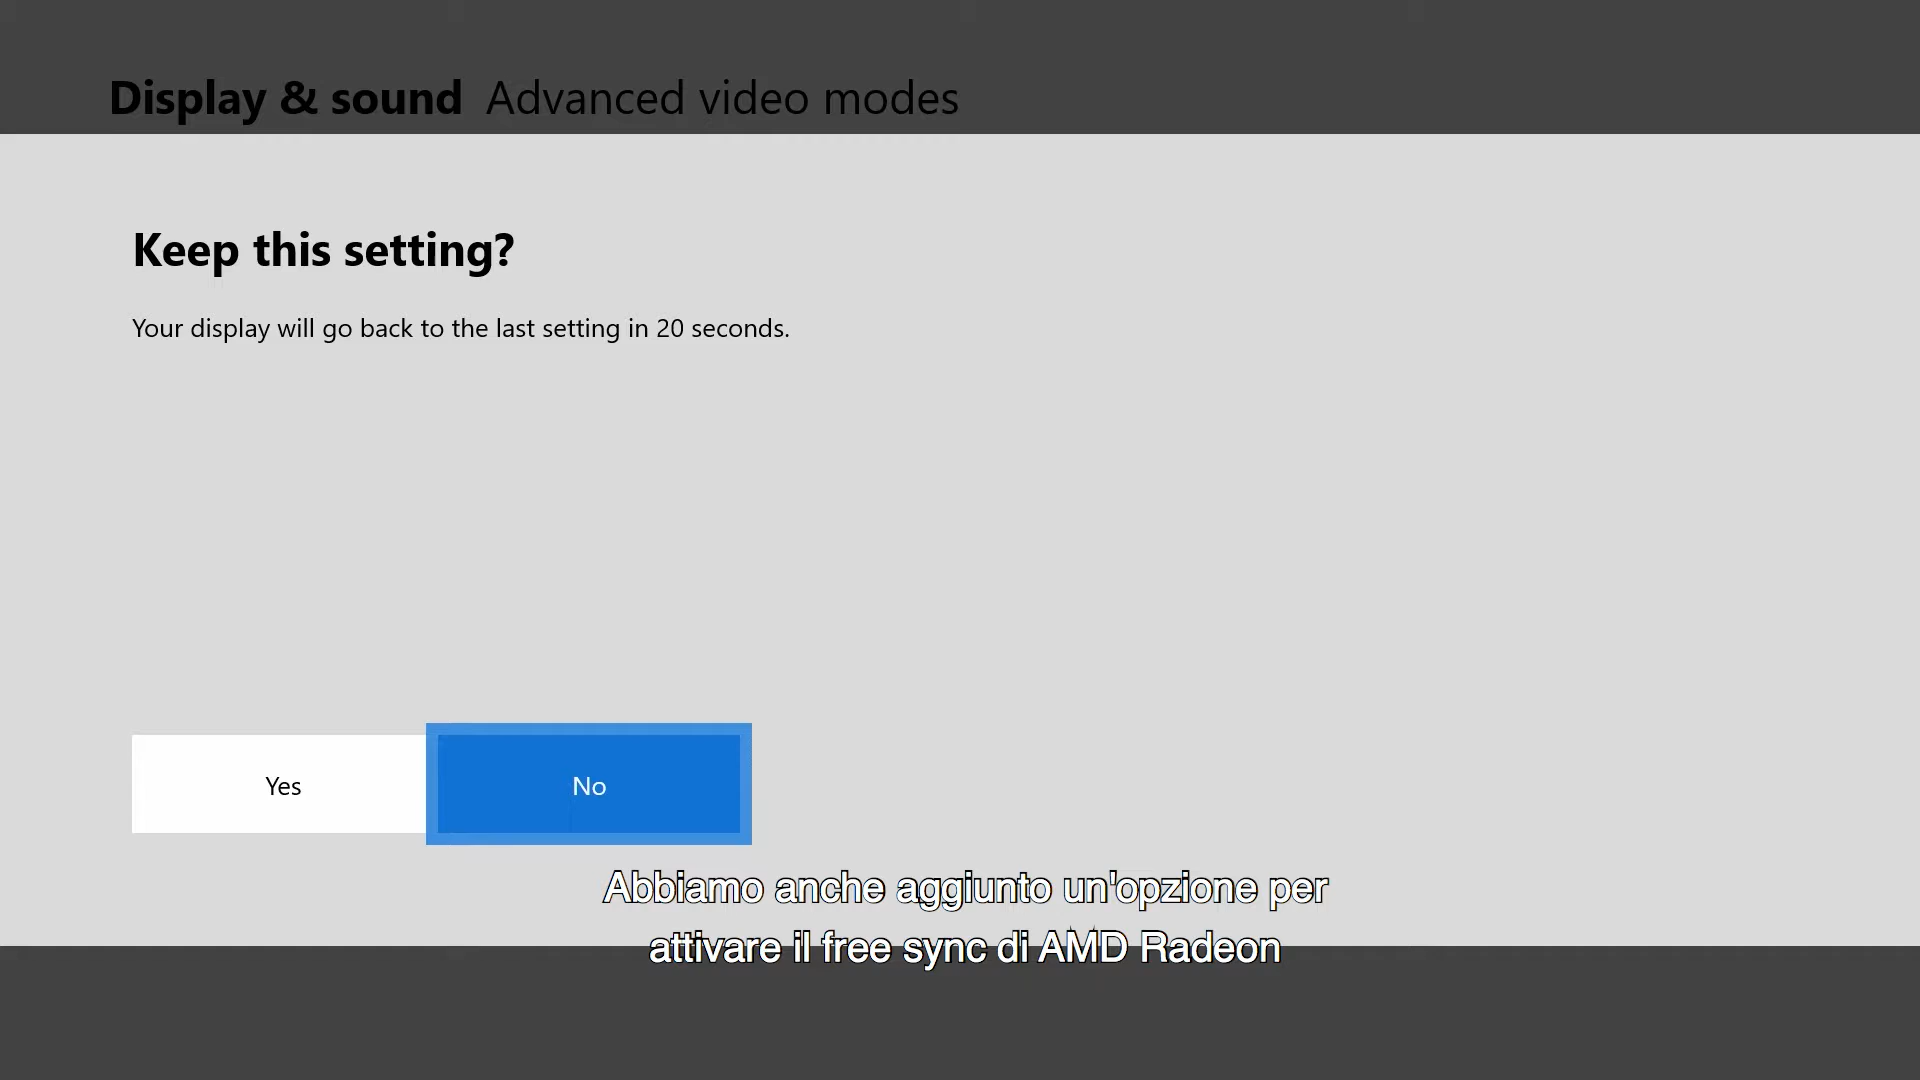 Display & sound Advanced video modes
Keep this setting?
Your display will go back to the last setting in 20 seconds.
Yes No
Abbiamo anche aggiunto un'opzione per
attivare il free sync di AMD Radeon